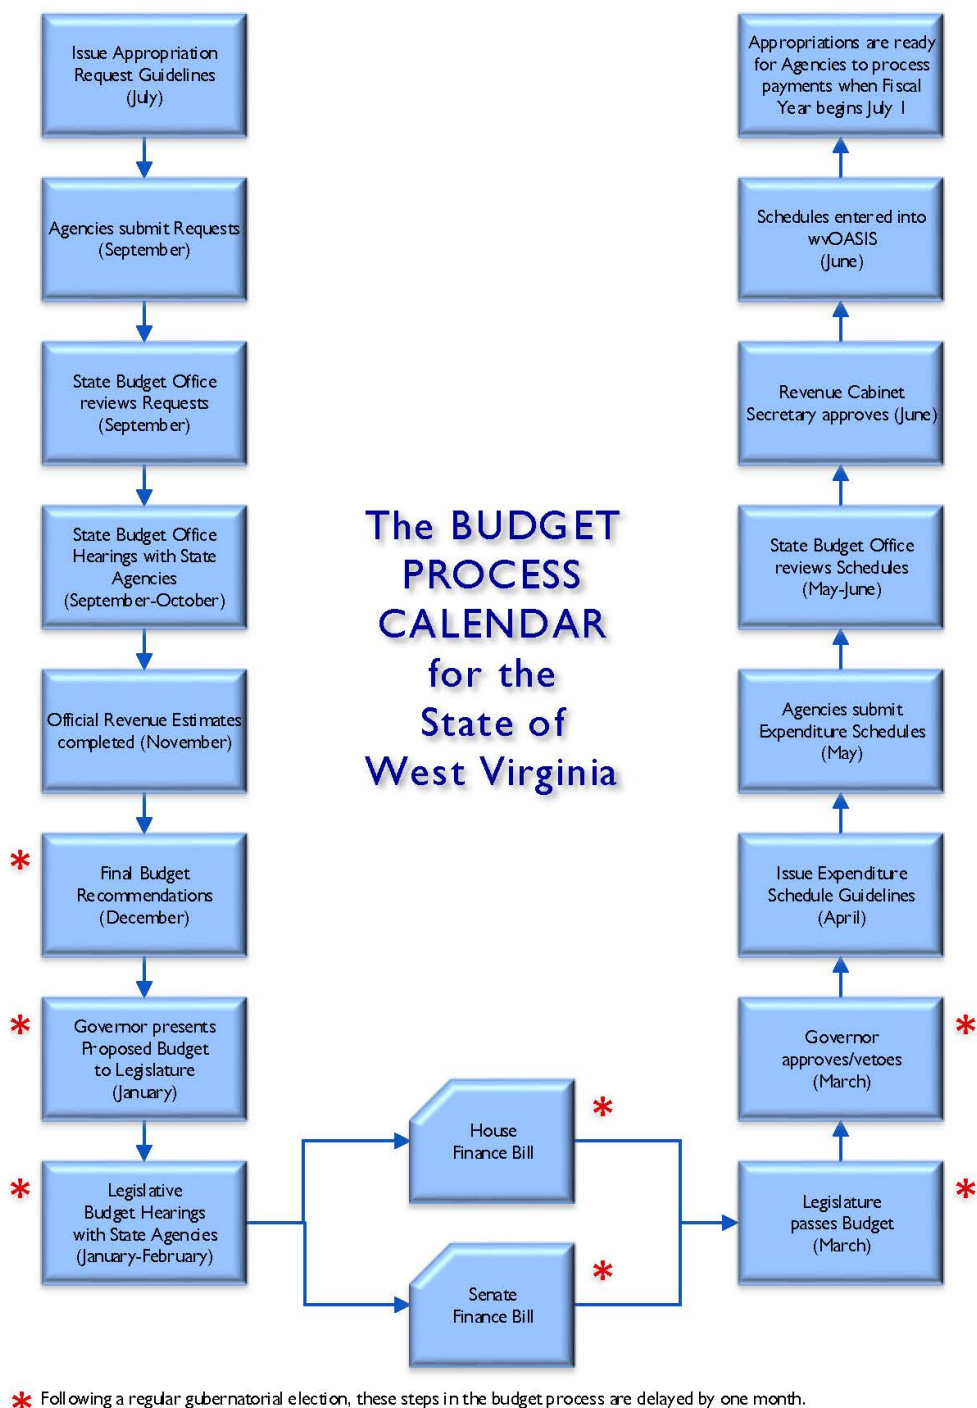 Issue Appropriation
Request Guidelines
(July)
Agencies submit Requests
(September)
State Budget Office
reviews Requests
(September)
State Budget Office
Hearings with State
Agencies
(September-October)
Official Revenue Estimates
completed (November)
* Final Budget
Recommendations
(December)
* Governor presents
Proposed Budget
to Legislature
(January)
* Legislative
Budget Hearings
with State Agencies
(January-February)
The BUDGET
PROCESS
CALENDAR
for the
State of
West Virginia
House *
Finance Bill
Senate *
Finance Bill
Legislature *
passes Budget
(March)
Governor *
approves/vetoes
(March)
Issue Expenditure
Schedule Guidelines
(April)
Agencies submit
Expenditure Schedules
(May)
State Budget Office
reviews Schedules
(May-June)
Revenue Cabinet
Secretary approves (June)
Schedules entered into
wvOASIS
(June)
Appropriations are ready
for Agencies to process
payments when Fiscal
Year begins July 1
* Following a regular gubernatorial election, these steps in the budget process are delayed by one month.